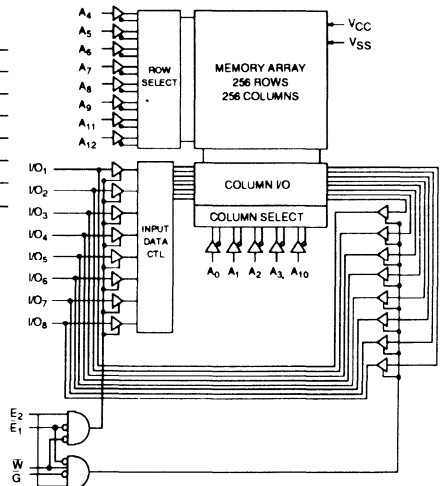 A4
A5
A6
A7
A8
A9
A11
A12
ROW
SELECT
MEMORY ARRAY
256 ROWS
256 COLUMNS
VCC
VSS
I/O1
I/O2
I/O3
I/O4
I/O5
I/O6
I/O7
I/O8
INPUT
DATA
CTL
COLUMN I/O
COLUMN SELECT
A0 A1 A2 A3 A10
E2
E̅1
W̅
G̅